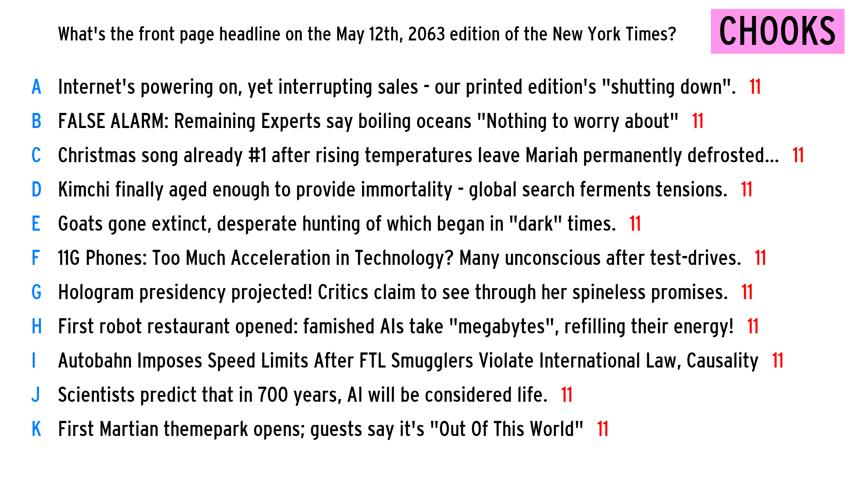 What's the front page headline on the May 12th, 2063 edition of the New York Times?
CHOOKS
A Internet's powering on, yet interrupting sales - our printed edition's "shutting down". 11
B FALSE ALARM: Remaining Experts say boiling oceans "Nothing to worry about" 11
C Christmas song already #1 after rising temperatures leave Mariah permanently defrosted... 11
D Kimchi finally aged enough to provide immortality - global search ferments tensions. 11
E Goats gone extinct, desperate hunting of which began in "dark" times. 11
F 11G Phones: Too Much Acceleration in Technology? Many unconscious after test-drives. 11
G Hologram presidency projected! Critics claim to see through her spineless promises. 11
H First robot restaurant opened: famished AIs take "megabytes", refilling their energy! 11
I Autobahn Imposes Speed Limits After FTL Smugglers Violate International Law, Causality 11
J Scientists predict that in 700 years, AI will be considered life. 11
K First Martian themepark opens; guests say it's "Out Of This World" 11